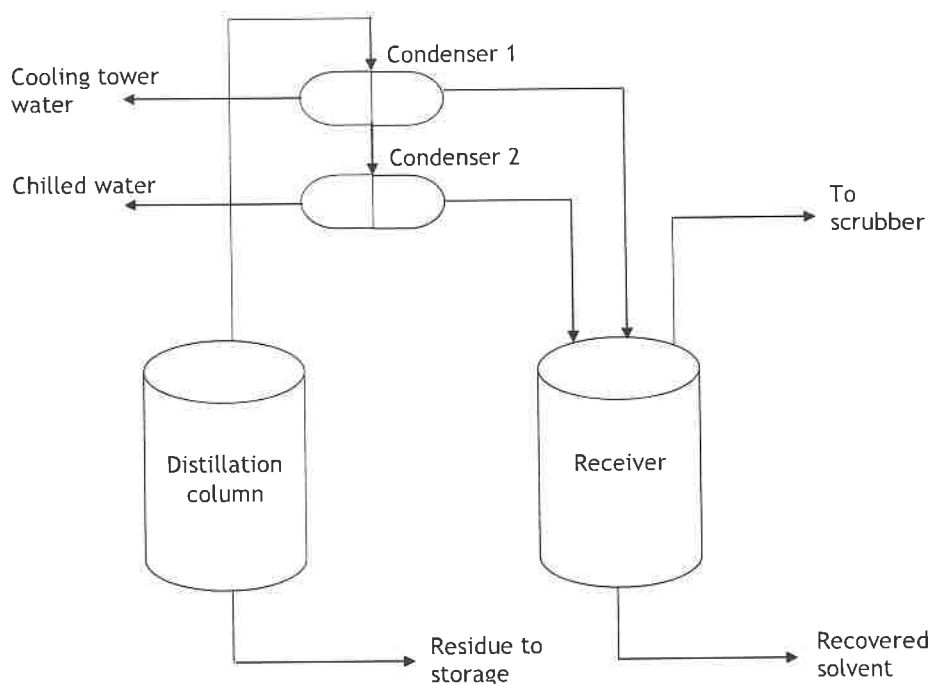 Condenser 1
Cooling tower
water
Condenser 2
Chilled water
To
scrubber
Distillation
column
Receiver
Residue to
storage
Recovered
solvent